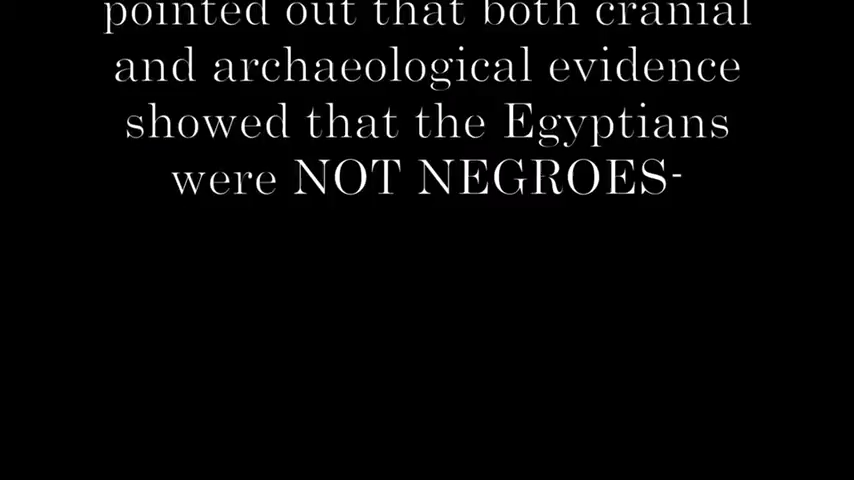 pointed out that both cranial
and archaeological evidence
showed that the Egyptians
were NOT NEGROES-